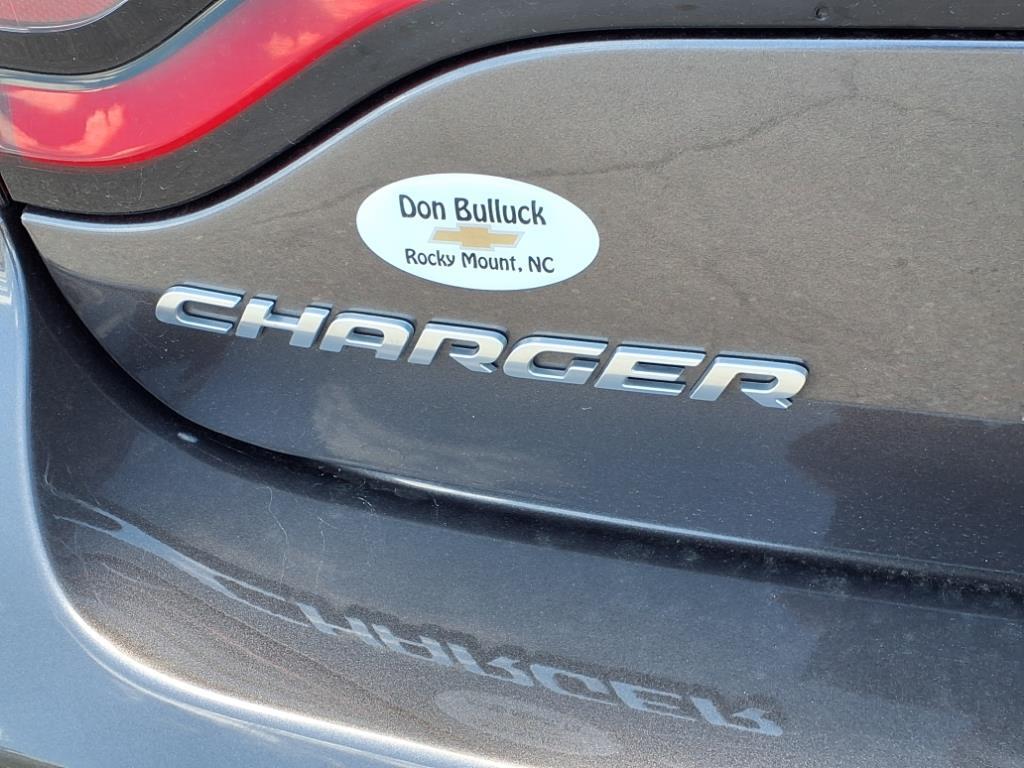 Don Bulluck
Rocky Mount, NC
CHARGER